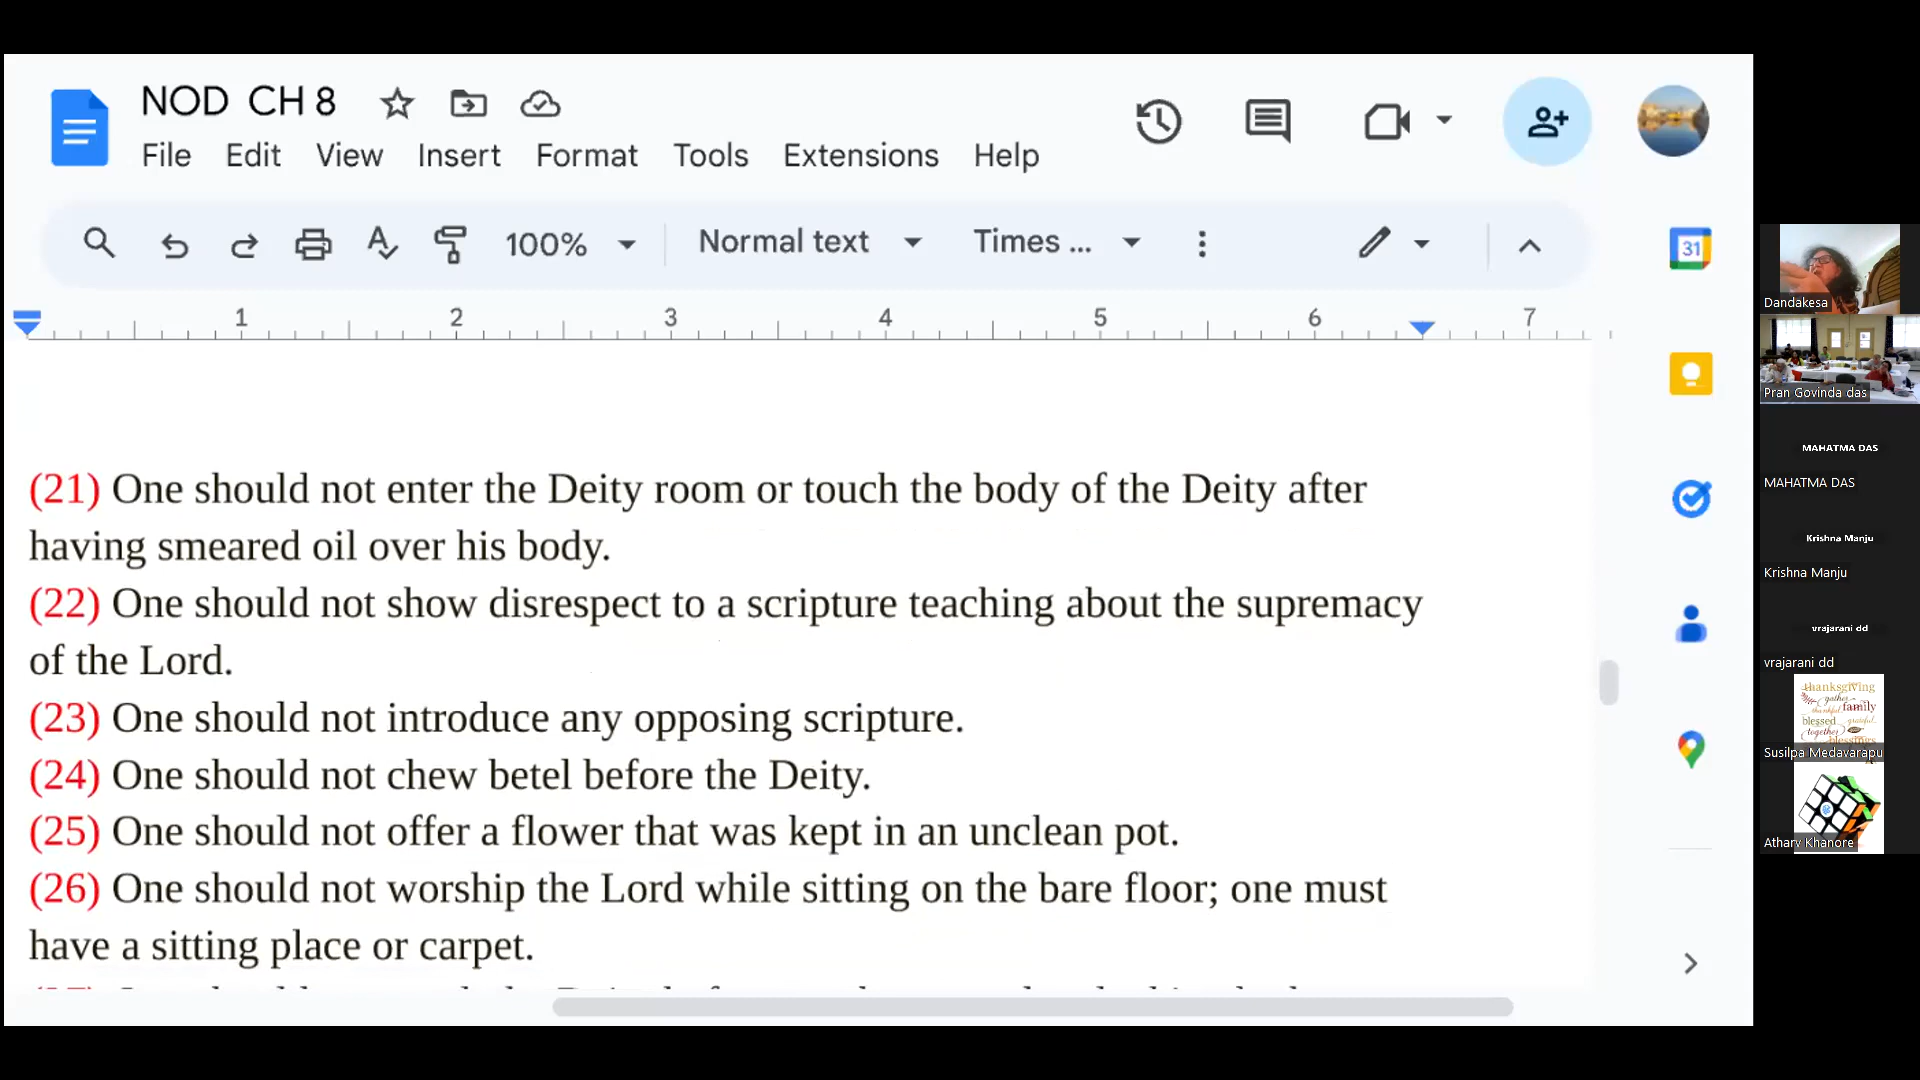 NOD CH 8
File Edit View Insert Format Tools Extensions Help
100% Normal text Times ...
31
1 2 3 4 5 6 7
(21) One should not enter the Deity room or touch the body of the Deity after
having smeared oil over his body.
(22) One should not show disrespect to a scripture teaching about the supremacy
of the Lord.
(23) One should not introduce any opposing scripture.
(24) One should not chew betel before the Deity.
(25) One should not offer a flower that was kept in an unclean pot.
(26) One should not worship the Lord while sitting on the bare floor; one must
have a sitting place or carpet.
Dandakesa
Pran Govinda das
MAHATMA DAS
MAHATMA DAS
Krishna Manju
Krishna Manju
vrajarani dd
vrajarani dd
thanksgiving
gather
family
blessed grateful
together
blessings
Susilpa Medavarapu
Atharv Khanore